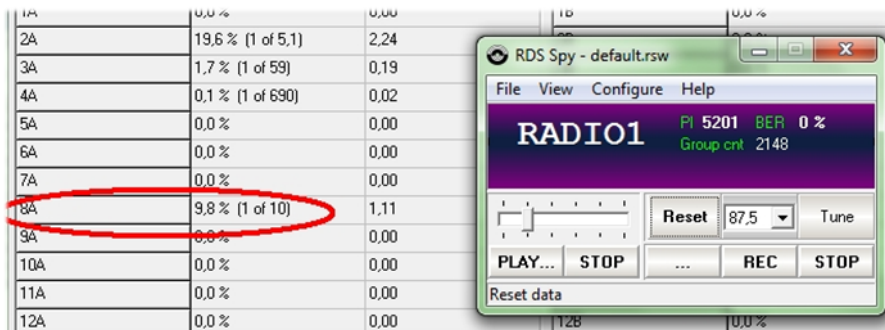 1A 0,0 % 0,00 1B 0,0 %
2A 19,6 % (1 of 5,1) 2,24
3A 1,7 % (1 of 59) 0,19
4A 0,1 % (1 of 690) 0,02
5A 0,0 % 0,00
6A 0,0 % 0,00
7A 0,0 % 0,00
8A 9,8 % (1 of 10) 1,11
9A 0,0 % 0,00
10A 0,0 % 0,00
11A 0,0 % 0,00
12A 0,0 % 0,00 12B 0,0 %
RDS Spy - default.rsw
File View Configure Help
RADIO1 PI 5201 BER 0 %
Group cnt 2148
Reset 87,5 Tune
PLAY... STOP ... REC STOP
Reset data